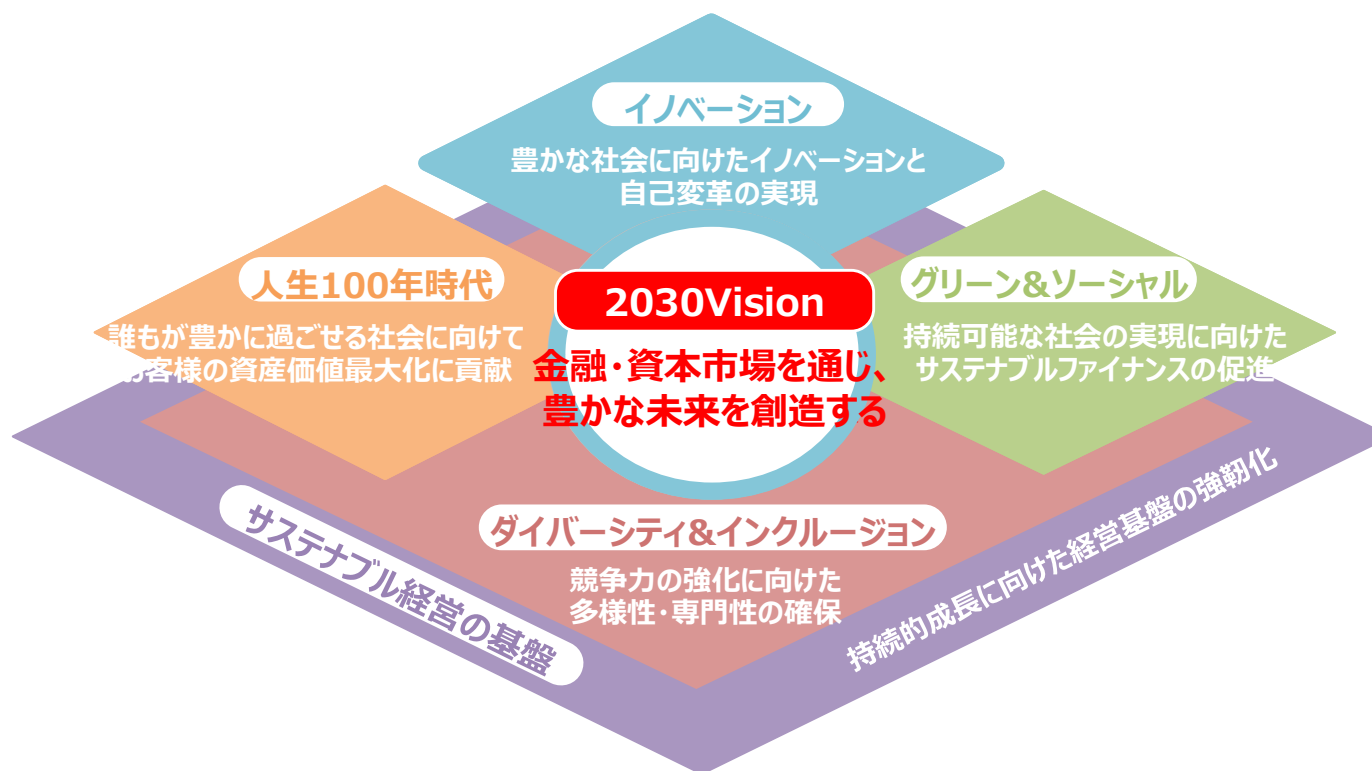 イノベーション
豊かな社会に向けたイノベーションと
自己変革の実現
人生100年時代
誰もが豊かに過ごせる社会に向けて
お客様の資産価値最大化に貢献
2030Vision
金融・資本市場を通じ、
豊かな未来を創造する
グリーン&ソーシャル
持続可能な社会の実現に向けた
サステナブルファイナンスの促進
ダイバーシティ&インクルージョン
競争力の強化に向けた
多様性・専門性の確保
サステナブル経営の基盤
持続的成長に向けた経営基盤の強靭化